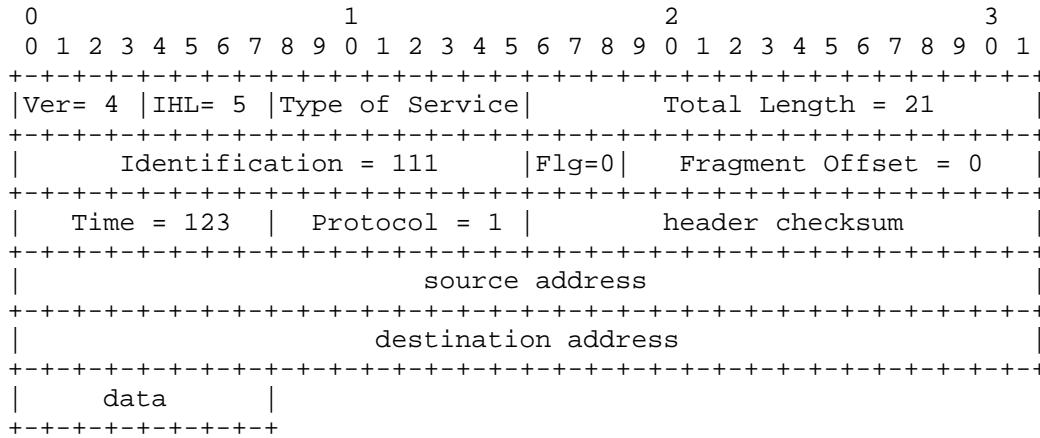 0                   1                   2                   3
 0 1 2 3 4 5 6 7 8 9 0 1 2 3 4 5 6 7 8 9 0 1 2 3 4 5 6 7 8 9 0 1
+-+-+-+-+-+-+-+-+-+-+-+-+-+-+-+-+-+-+-+-+-+-+-+-+-+-+-+-+-+-+-+-+
|Ver= 4 |IHL= 5 |Type of Service|        Total Length = 21      |
+-+-+-+-+-+-+-+-+-+-+-+-+-+-+-+-+-+-+-+-+-+-+-+-+-+-+-+-+-+-+-+-+
|      Identification = 111     |Flg=0|   Fragment Offset = 0   |
+-+-+-+-+-+-+-+-+-+-+-+-+-+-+-+-+-+-+-+-+-+-+-+-+-+-+-+-+-+-+-+-+
|   Time = 123  |  Protocol = 1 |        header checksum        |
+-+-+-+-+-+-+-+-+-+-+-+-+-+-+-+-+-+-+-+-+-+-+-+-+-+-+-+-+-+-+-+-+
|                         source address                        |
+-+-+-+-+-+-+-+-+-+-+-+-+-+-+-+-+-+-+-+-+-+-+-+-+-+-+-+-+-+-+-+-+
|                      destination address                      |
+-+-+-+-+-+-+-+-+-+-+-+-+-+-+-+-+-+-+-+-+-+-+-+-+-+-+-+-+-+-+-+-+
|     data      |
+-+-+-+-+-+-+-+-+